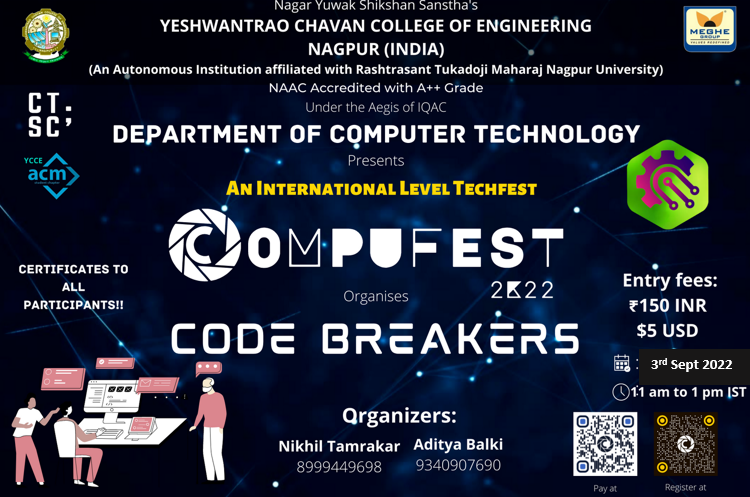 Nagar Yuwak Shikshan Sanstha's
YESHWANTRAO CHAVAN COLLEGE OF ENGINEERING
NAGPUR (INDIA)
(An Autonomous Institution affiliated with Rashtrasant Tukadoji Maharaj Nagpur University)
NAAC Accredited with A++ Grade
Under the Aegis of IQAC
MEGHE
GROUP
CT.
SC,
DEPARTMENT OF COMPUTER TECHNOLOGY
Presents
YCCE
acm
AN INTERNATIONAL LEVEL TECHFEST
COMPUFEST
2K22
CERTIFICATES TO
ALL
PARTICIPANTS!!
Organises
CODE BREAKERS
Entry fees:
₹150 INR
$5 USD
3rd Sept 2022
11 am to 1 pm IST
Organizers:
Nikhil Tamrakar
8999449698
Aditya Balki
9340907690
Pay at
Register at